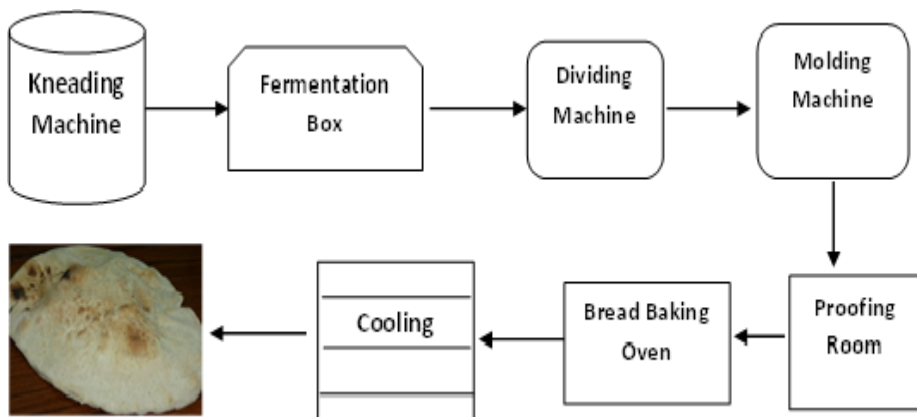 Kneading
Machine
Fermentation
Box
Dividing
Machine
Molding
Machine
Proofing
Room
Bread Baking
Oven
Cooling